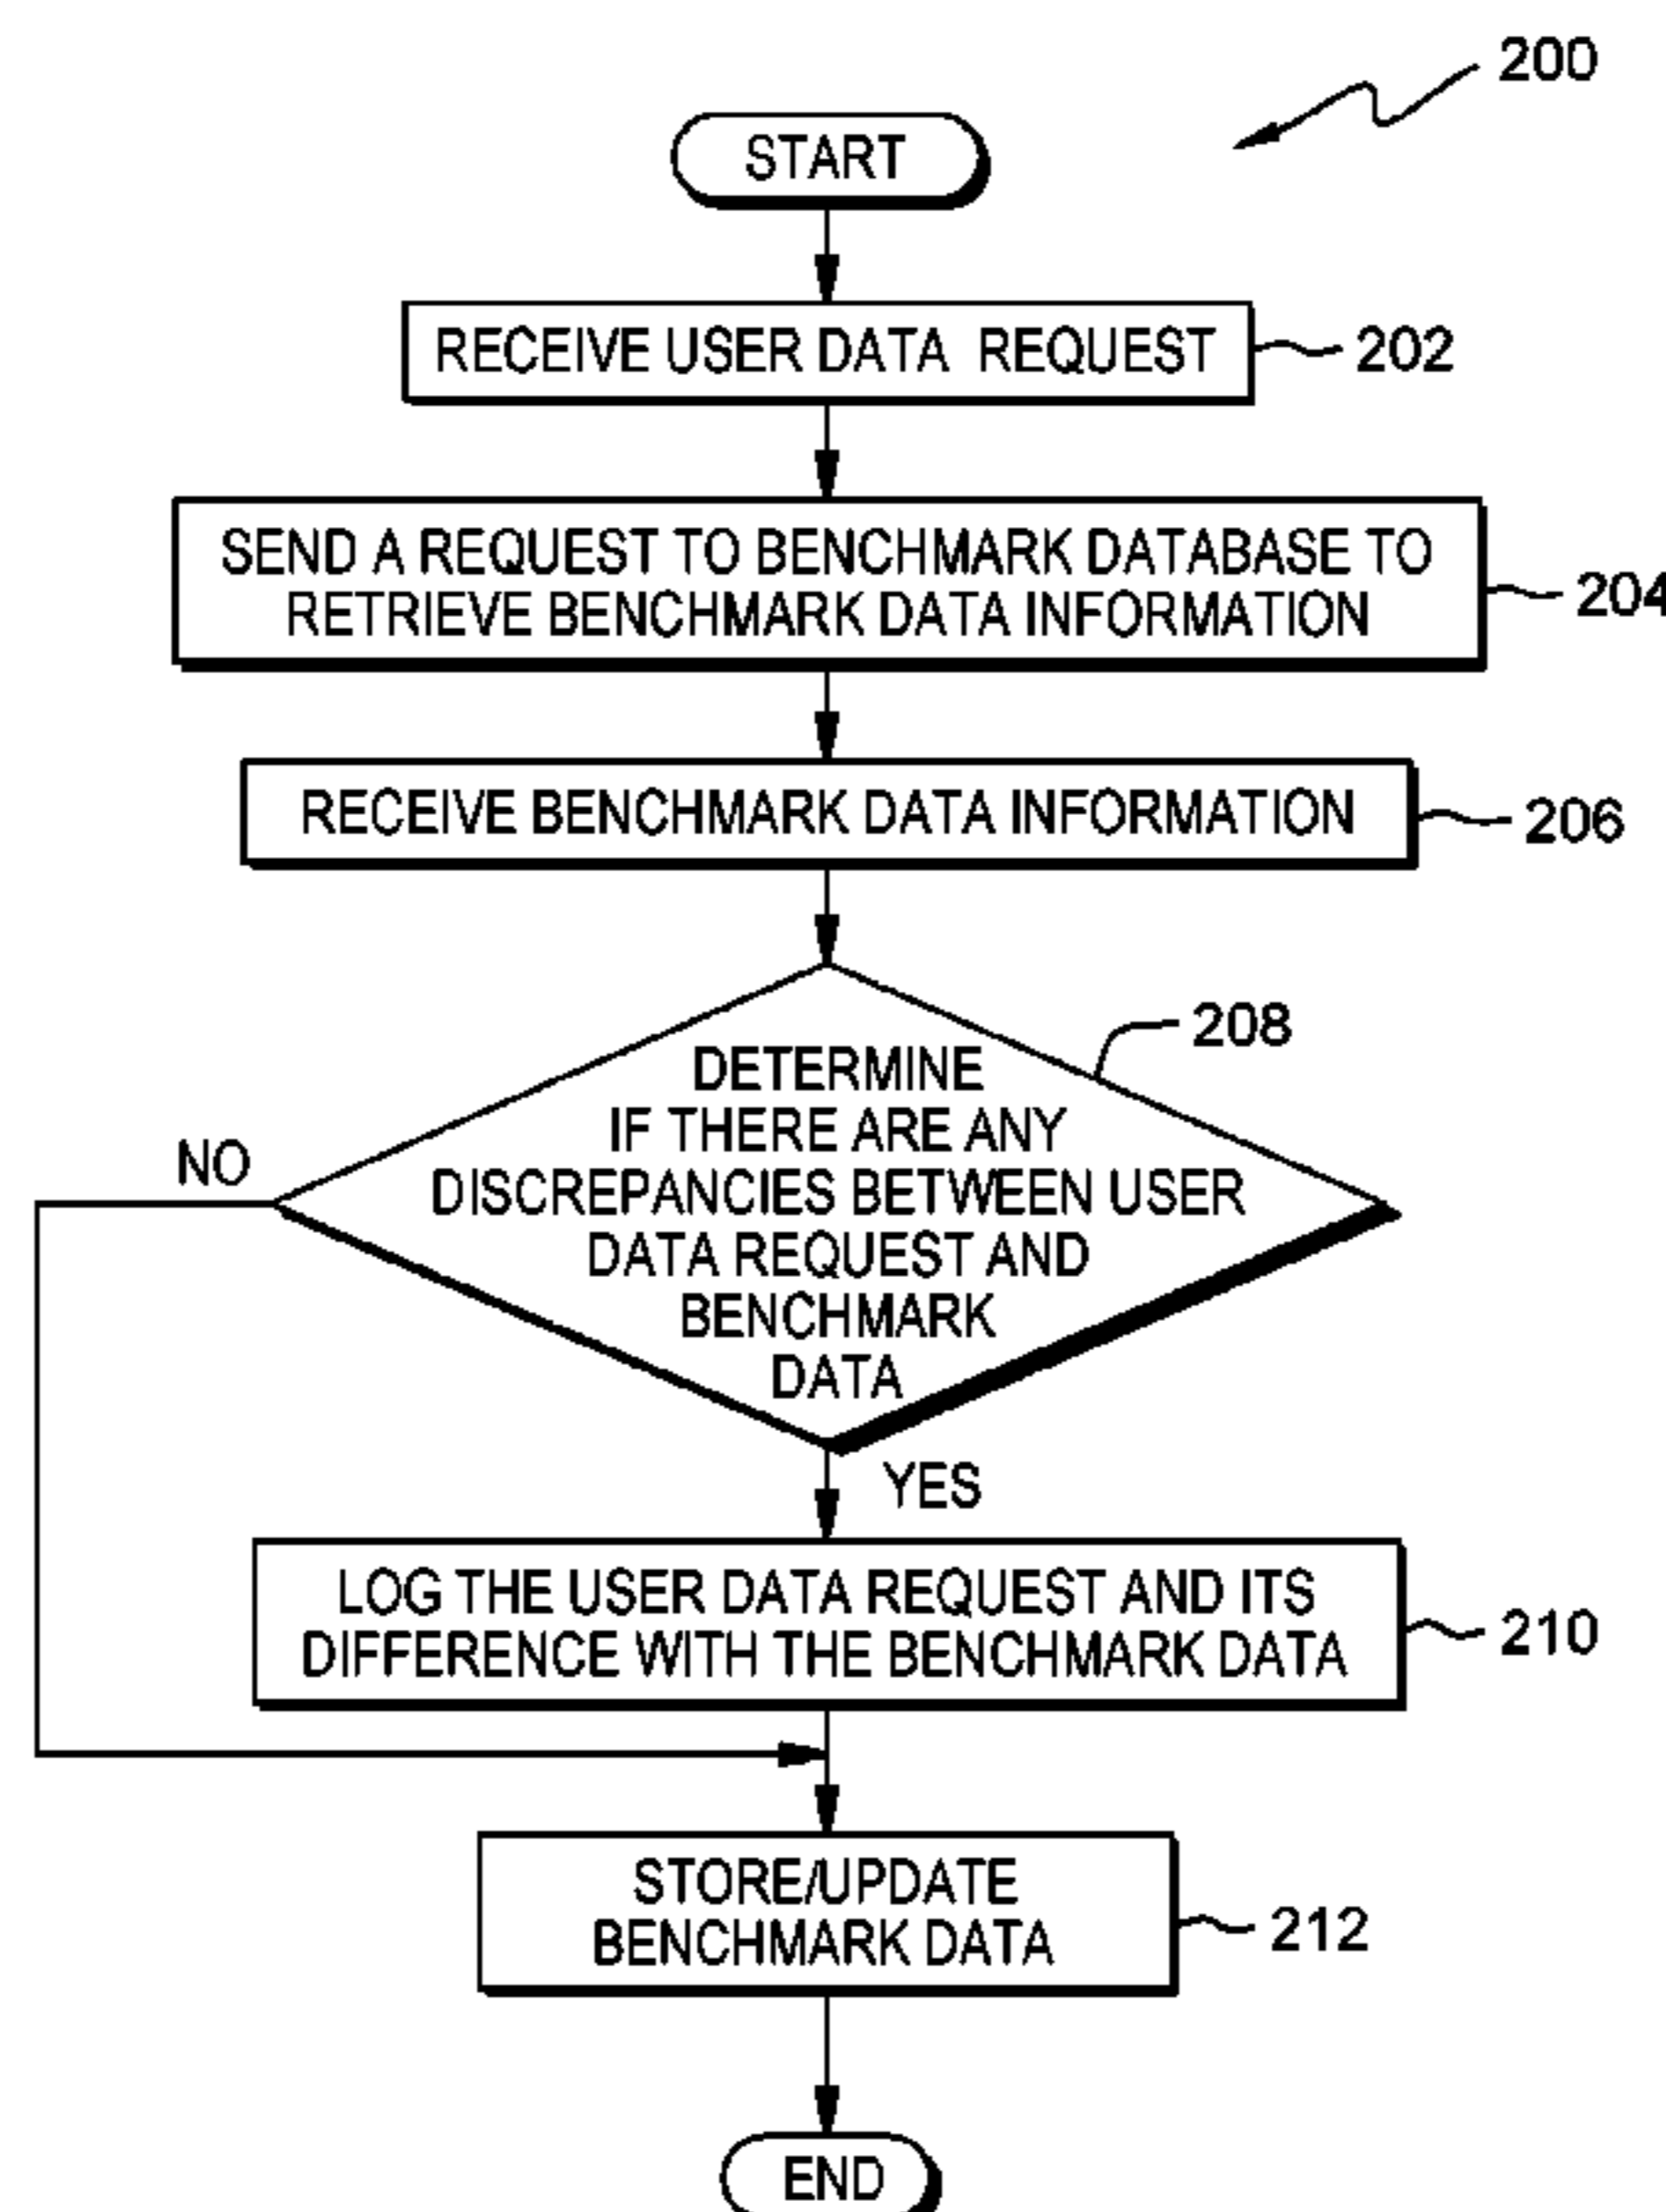 200
START
RECEIVE USER DATA REQUEST
202
SEND A REQUEST TO BENCHMARK DATABASE TO
RETRIEVE BENCHMARK DATA INFORMATION
204
RECEIVE BENCHMARK DATA INFORMATION
206
208
DETERMINE
IF THERE ARE ANY
DISCREPANCIES BETWEEN USER
DATA REQUEST AND
BENCHMARK
DATA
NO
YES
LOG THE USER DATA REQUEST AND ITS
DIFFERENCE WITH THE BENCHMARK DATA
210
STORE/UPDATE
BENCHMARK DATA
212
END